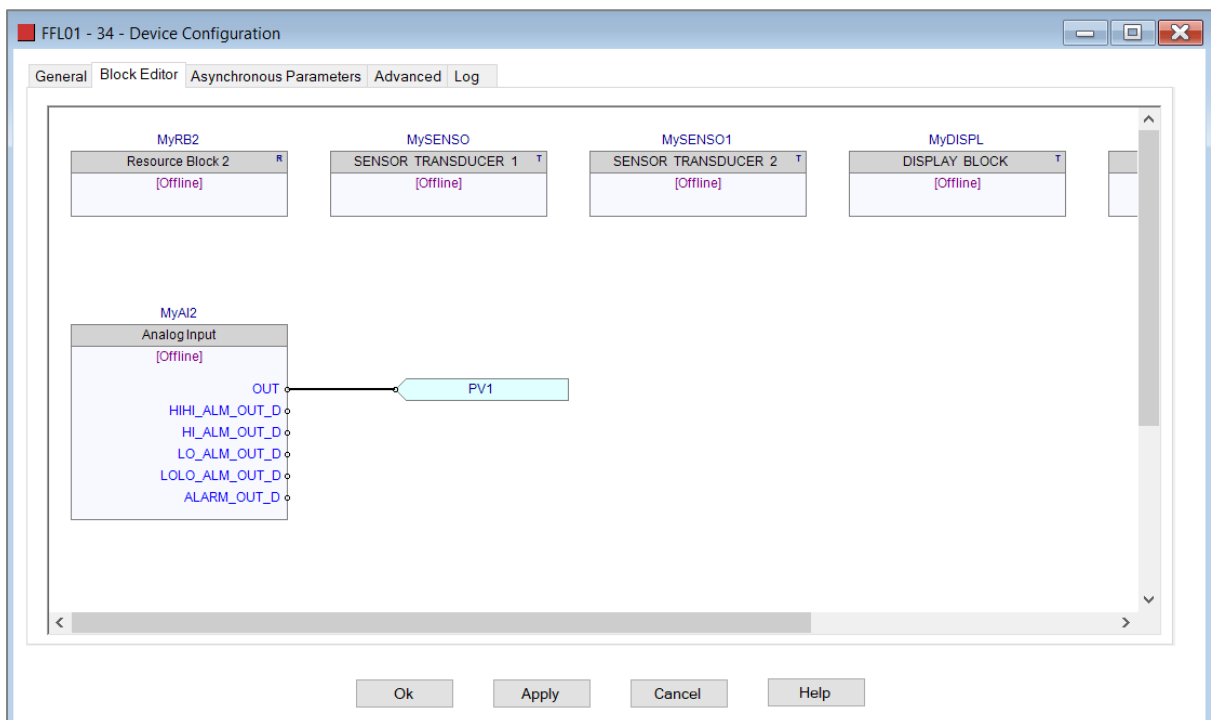 FFL01 - 34 - Device Configuration
General Block Editor Asynchronous Parameters Advanced Log
MyRB2 MySENSO MySENSO1 MyDISPL
Resource Block 2 R SENSOR TRANSDUCER 1 T SENSOR TRANSDUCER 2 T DISPLAY BLOCK T
[Offline] [Offline] [Offline] [Offline]
MyAI2
Analog Input
[Offline]
OUT PV1
HIHI_ALM_OUT_D
HI_ALM_OUT_D
LO_ALM_OUT_D
LOLO_ALM_OUT_D
ALARM_OUT_D
Ok Apply Cancel Help